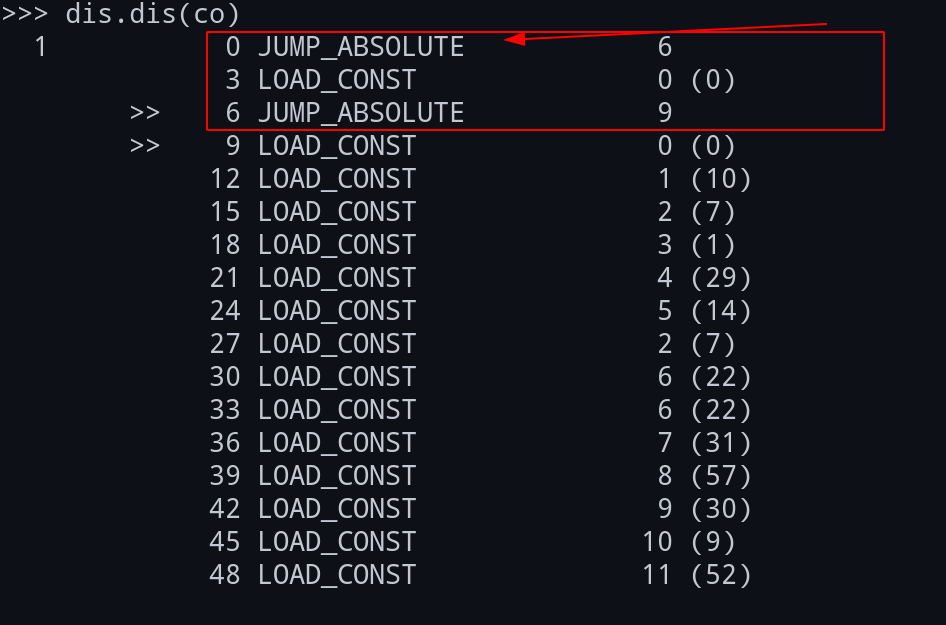 >>> dis.dis(co)
  1           0 JUMP_ABSOLUTE            6
              3 LOAD_CONST               0 (0)
        >>    6 JUMP_ABSOLUTE            9
        >>    9 LOAD_CONST               0 (0)
             12 LOAD_CONST               1 (10)
             15 LOAD_CONST               2 (7)
             18 LOAD_CONST               3 (1)
             21 LOAD_CONST               4 (29)
             24 LOAD_CONST               5 (14)
             27 LOAD_CONST               2 (7)
             30 LOAD_CONST               6 (22)
             33 LOAD_CONST               6 (22)
             36 LOAD_CONST               7 (31)
             39 LOAD_CONST               8 (57)
             42 LOAD_CONST               9 (30)
             45 LOAD_CONST              10 (9)
             48 LOAD_CONST              11 (52)